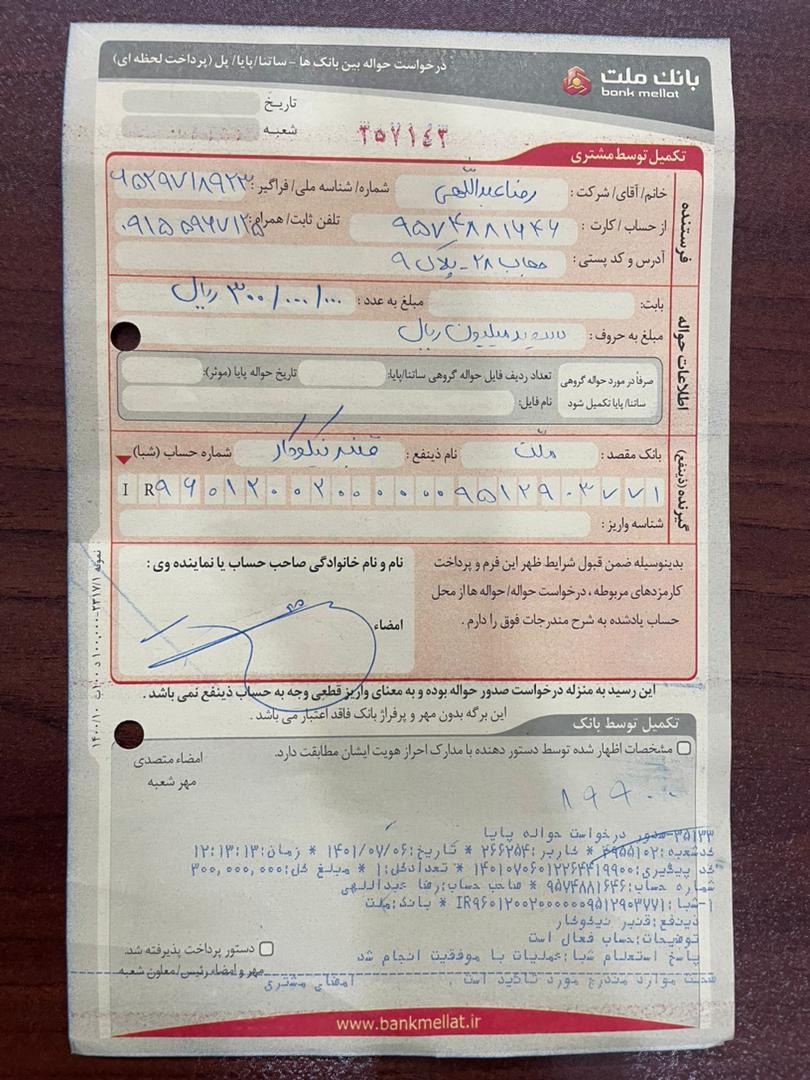 درخواست حواله بین بانک ها - ساتنا/پایا/ پل (پرداخت لحظه ای)
بانک ملت
bank mellat
تاریخ
شعبه
۳۵۷۱۴۳
تکمیل توسط مشتری
فرستنده
خانم/ آقای/ شرکت : رضا عبداللهی شماره/ شناسه ملی/ فراگیر :
از حساب / کارت : ۹۵۷۴۸۸۱۶۴۶ تلفن ثابت/ همراه :
آدرس و کد پستی : ۲۸ - پلاک ۹
اطلاعات حواله
بابت: مبلغ به عدد : ۳۰۰/۰۰۰/۰۰۰ ریال
مبلغ به حروف : سیصد میلیون ریال
صرفاً در مورد حواله گروهی ساتنا/ پایا تکمیل شود
تعداد ردیف فایل حواله گروهی ساتنا/پایا: تاریخ حواله پایا (موثر):
نام فایل:
گیرنده (ذینفع)
بانک مقصد : ملّت نام ذینفع : قنبر نیکوکار شماره حساب (شبا)
IR ۹۶۰۱۲۰۰۲۰۰۰۰۰۰۰۹۵۱۲۹۰۳۷۷۱
شناسه واریز :
بدینوسیله ضمن قبول شرایط ظهر این فرم و پرداخت
کارمزدهای مربوطه ، درخواست حواله/ حواله ها را از محل
حساب یادشده به شرح مندرجات فوق را دارم .
نام و نام خانوادگی صاحب حساب یا نماینده وی :
امضاء
این رسید به منزله درخواست صدور حواله بوده و به معنای واریز قطعی وجه به حساب ذینفع نمی باشد .
این برگه بدون مهر و پرفراژ بانک فاقد اعتبار می باشد .
تکمیل توسط بانک
مشخصات اظهار شده توسط دستور دهنده با مدارک احراز هویت ایشان مطابقت دارد.
امضاء متصدی
مهر شعبه
۱۹۹۰۰
۳۵۱۳۳-صدور درخواست حواله پایا
کدشعبه:۴۹۵۵۱۰۲ * کاربر:۲۶۶۲۵۴ * تاریخ:۱۴۰۱/۰۷/۰۶ * زمان:۱۲:۱۳:۱۳
کد پیگیری:۱۴۰۱۰۷۰۶۰۱۲۲۶۴۴۱۹۹۰۰ * تعدادکل:۱ * مبلغ کل:۳۰۰,۰۰۰,۰۰۰
شماره حساب:۹۵۷۴۸۸۱۶۴۶ * صاحب حساب:رضا عبداللهی
۱-شبا:IR۹۶۰۱۲۰۰۲۰۰۰۰۰۰۰۹۵۱۲۹۰۳۷۷۱ * بانک:ملت
ذینفع:قنبر نیکوکار
توضیحات:حساب فعال است
پاسخ استعلام شبا:عملیات با موفقیت انجام شد
صحت موارد مندرج مورد تائید است . امضای مشتری
دستور پرداخت پذیرفته شد.
مهر و امضاء رئیس/ معاون شعبه
www.bankmellat.ir